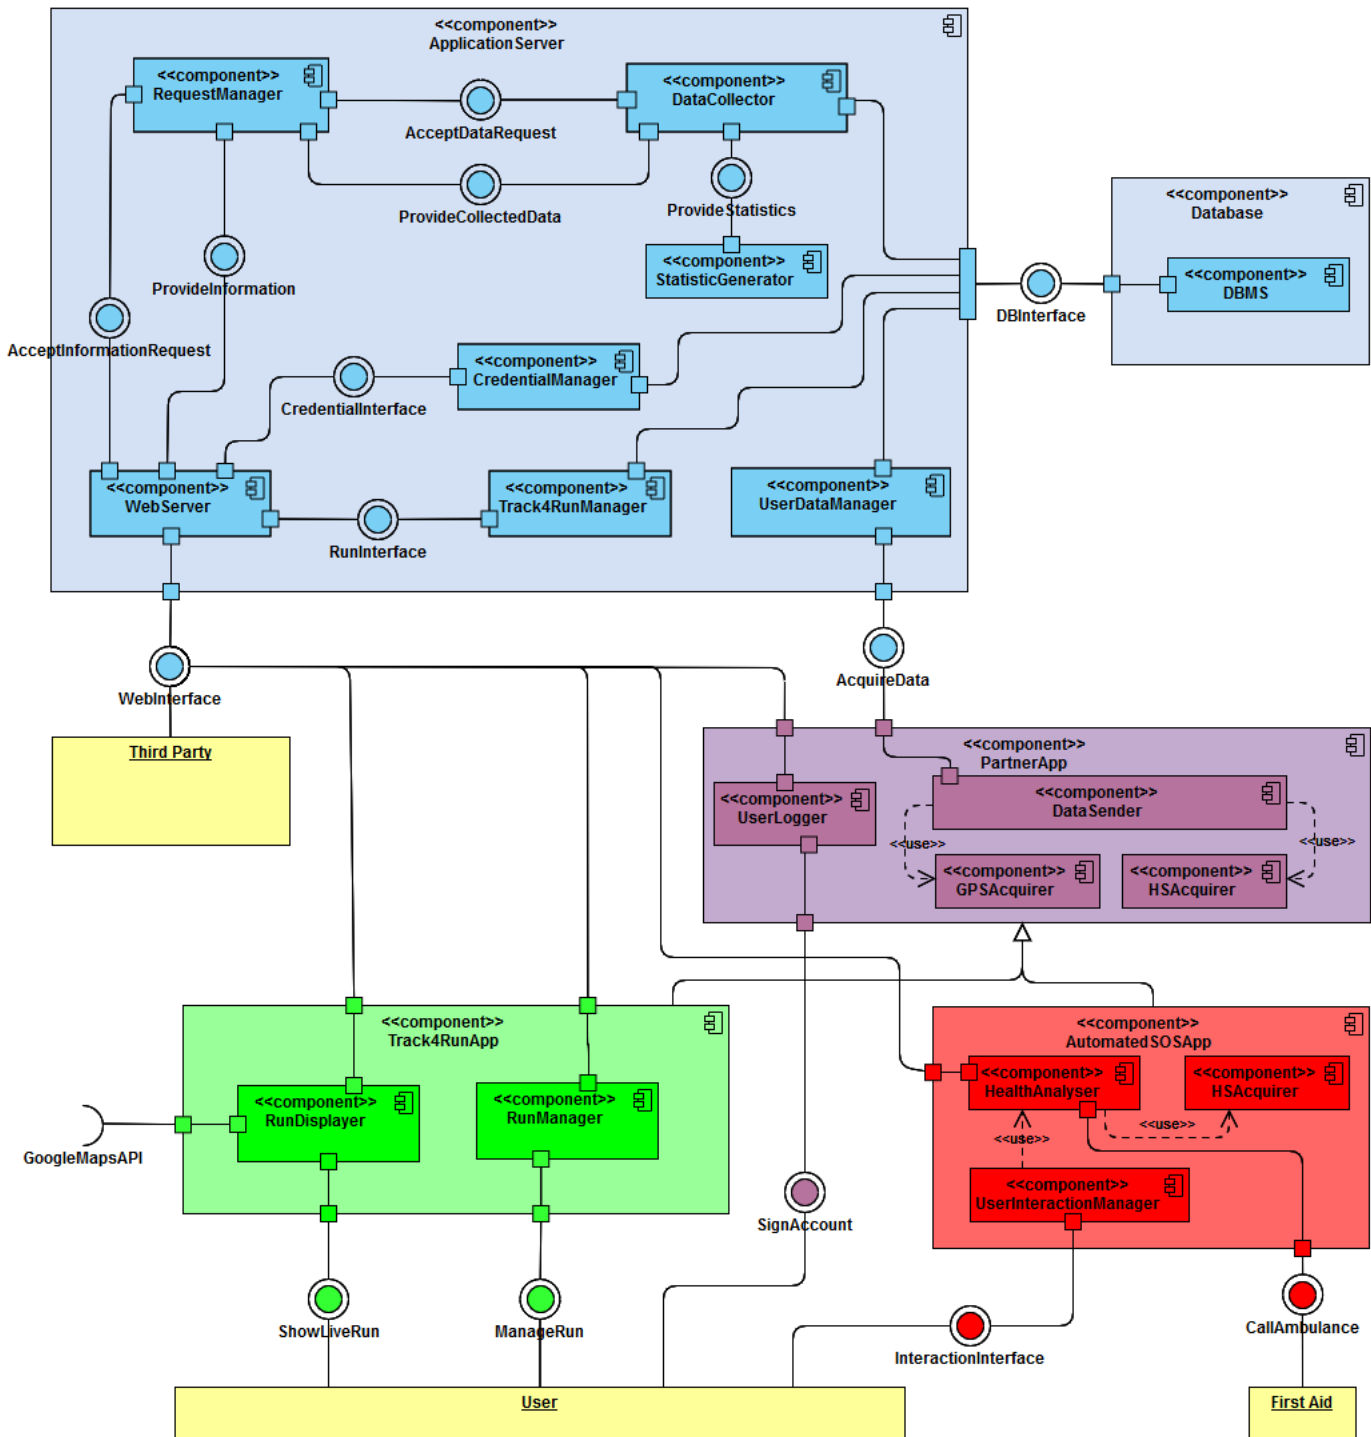 <<component>>
ApplicationServer
<<component>>
RequestManager
<<component>>
DataCollector
AcceptDataRequest
ProvideCollectedData
ProvideStatistics
<<component>>
Database
<<component>>
StatisticGenerator
<<component>>
DBMS
ProvideInformation
DBInterface
AcceptInformationRequest
<<component>>
CredentialManager
CredentialInterface
<<component>>
WebServer
<<component>>
Track4RunManager
<<component>>
UserDataManager
RunInterface
WebInterface
AcquireData
Third Party
<<component>>
PartnerApp
<<component>>
UserLogger
<<component>>
DataSender
<<use>>
<<use>>
<<component>>
GPSAcquirer
<<component>>
HSAcquirer
<<component>>
Track4RunApp
<<component>>
AutomatedSOSApp
<<component>>
RunDisplayer
<<component>>
RunManager
<<component>>
HealthAnalyser
<<component>>
HSAcquirer
<<use>>
<<use>>
GoogleMapsAPI
<<component>>
UserInteractionManager
SignAccount
ShowLiveRun
ManageRun
InteractionInterface
CallAmbulance
User
First Aid